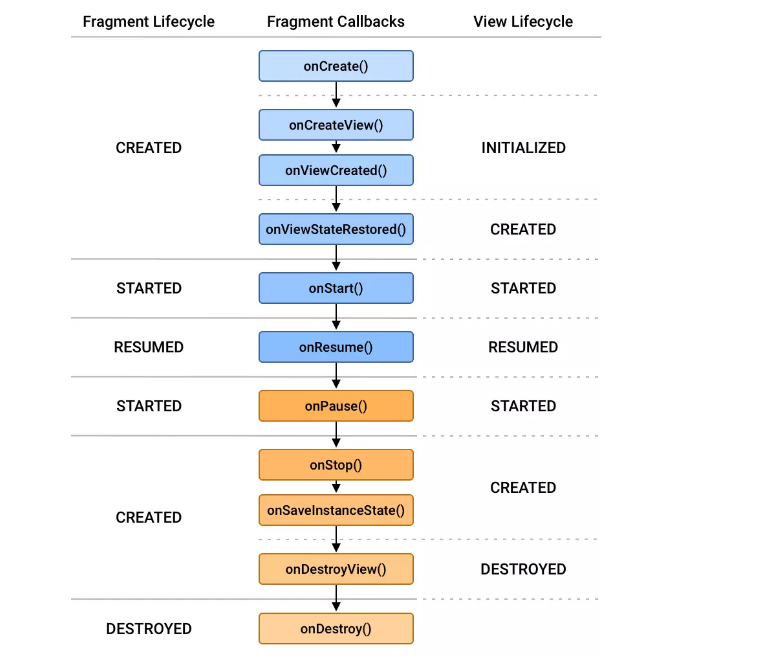 Fragment Lifecycle Fragment Callbacks View Lifecycle
onCreate()
onCreateView()
CREATED INITIALIZED
onViewCreated()
onViewStateRestored() CREATED
STARTED onStart() STARTED
RESUMED onResume() RESUMED
STARTED onPause() STARTED
onStop()
CREATED
onSaveInstanceState()
CREATED
onDestroyView() DESTROYED
DESTROYED onDestroy()